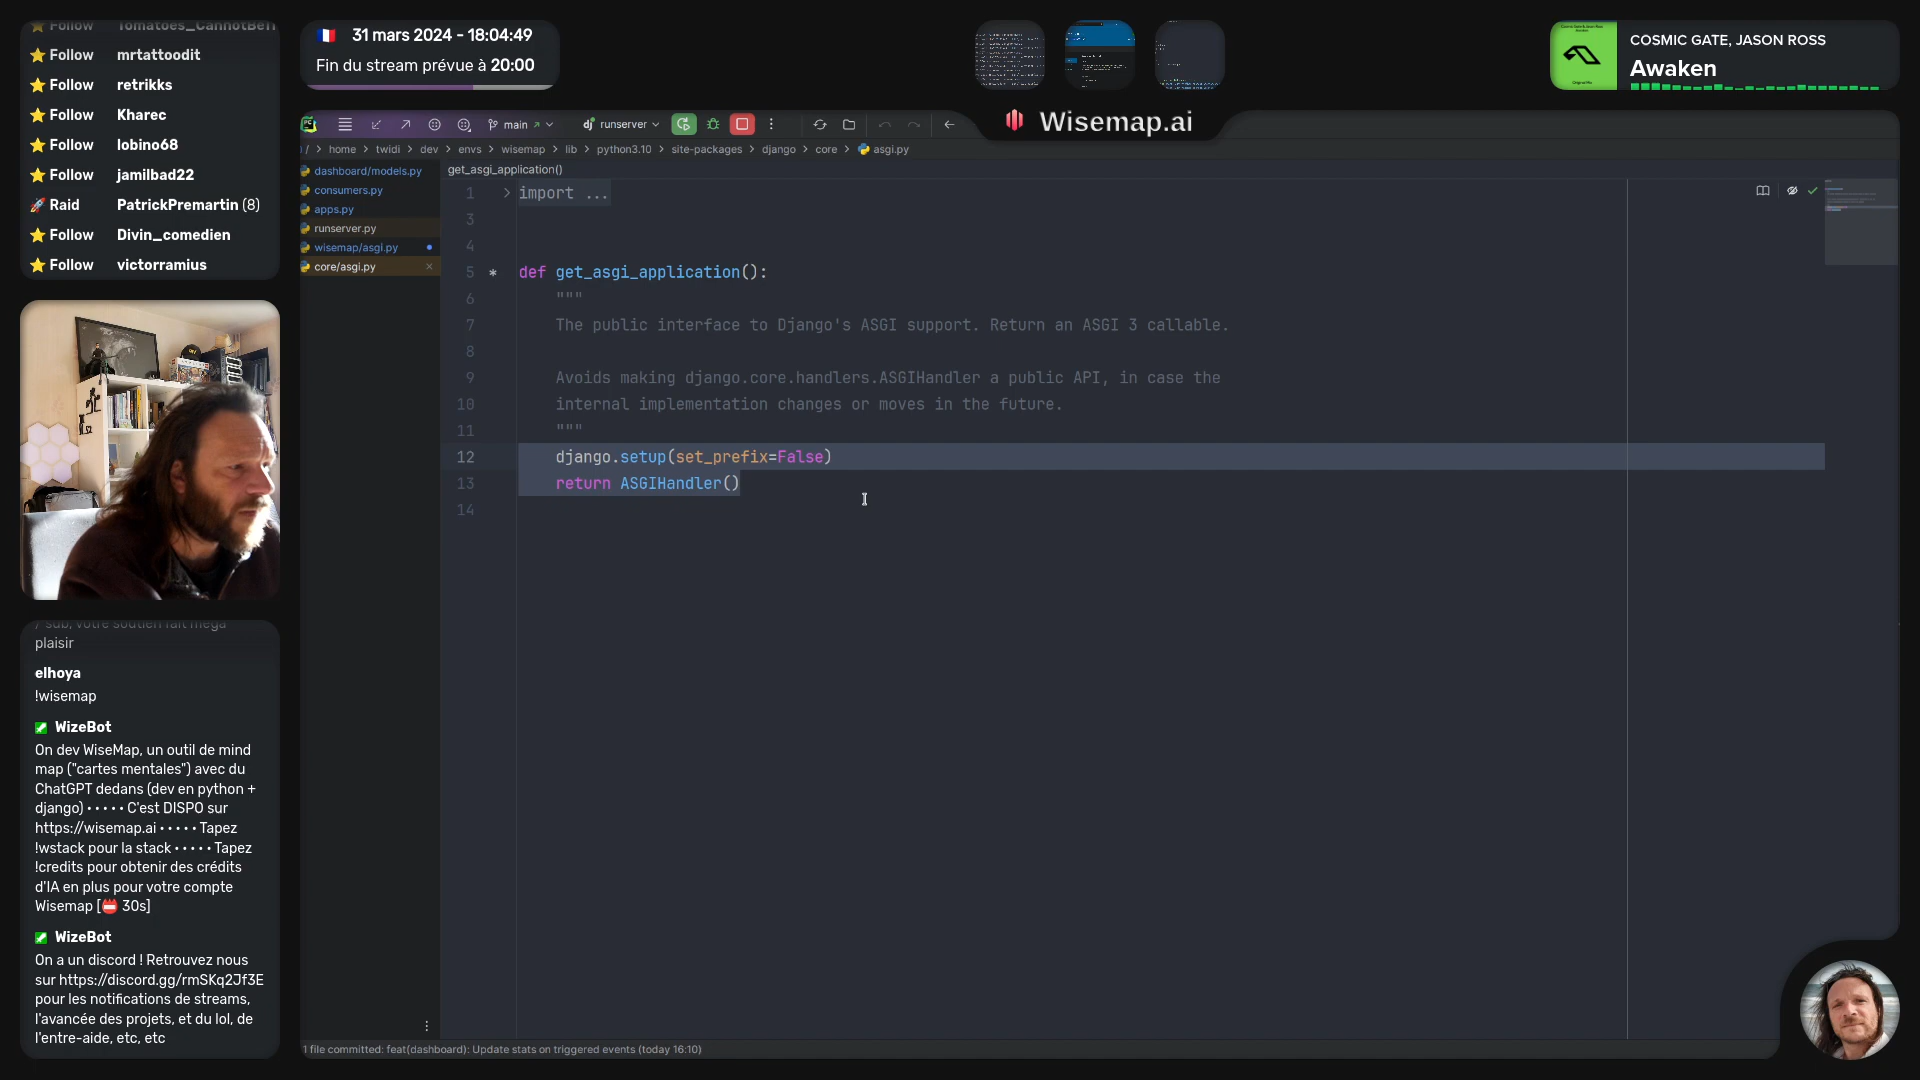 Follow Tomatoes_CannotBeFr
Follow mrtattoodit
Follow retrikks
Follow Kharec
Follow lobino68
Follow jamilbad22
Raid PatrickPremartin (8)
Follow Divin_comedien
Follow victorramius
31 mars 2024 - 18:04:49
Fin du stream prévue à 20:00
COSMIC GATE, JASON ROSS
Awaken
Wisemap.ai
main
runserver
/ > home > twidi > dev > envs > wisemap > lib > python3.10 > site-packages > django > core > asgi.py
dashboard/models.py
consumers.py
apps.py
runserver.py
wisemap/asgi.py
core/asgi.py
get_asgi_application()
1 import ...
3
4
5 * def get_asgi_application():
6 """
7 The public interface to Django's ASGI support. Return an ASGI 3 callable.
8
9 Avoids making django.core.handlers.ASGIHandler a public API, in case the
10 internal implementation changes or moves in the future.
11 """
12 django.setup(set_prefix=False)
13 return ASGIHandler()
14
/ sub, votre soutien fait méga
plaisir
elhoya
!wisemap
WizeBot
On dev WiseMap, un outil de mind
map ("cartes mentales") avec du
ChatGPT dedans (dev en python +
django) • • • • • C'est DISPO sur
https://wisemap.ai • • • • • Tapez
!wstack pour la stack • • • • • Tapez
!credits pour obtenir des crédits
d'IA en plus pour votre compte
Wisemap [📛 30s]
WizeBot
On a un discord ! Retrouvez nous
sur https://discord.gg/rmSKq2Jf3E
pour les notifications de streams,
l'avancée des projets, et du lol, de
l'entre-aide, etc, etc
1 file committed: feat(dashboard): Update stats on triggered events (today 16:10)